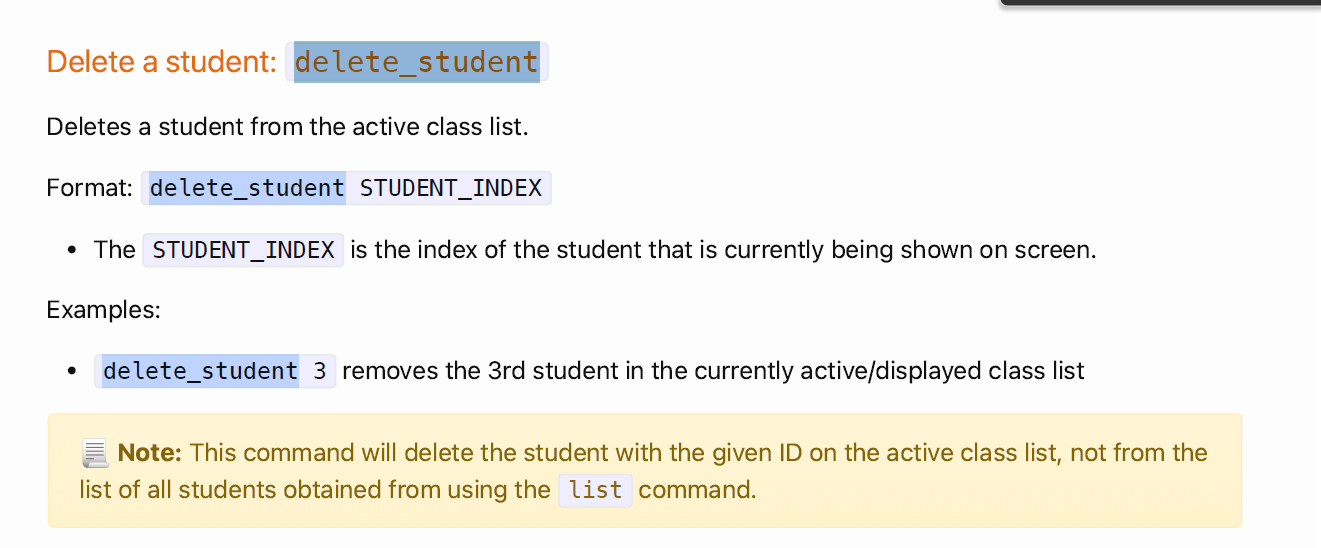 Delete a student: delete_student
Deletes a student from the active class list.
Format: delete_student STUDENT_INDEX
• The STUDENT_INDEX is the index of the student that is currently being shown on screen.
Examples:
• delete_student 3 removes the 3rd student in the currently active/displayed class list
Note: This command will delete the student with the given ID on the active class list, not from the
list of all students obtained from using the list command.